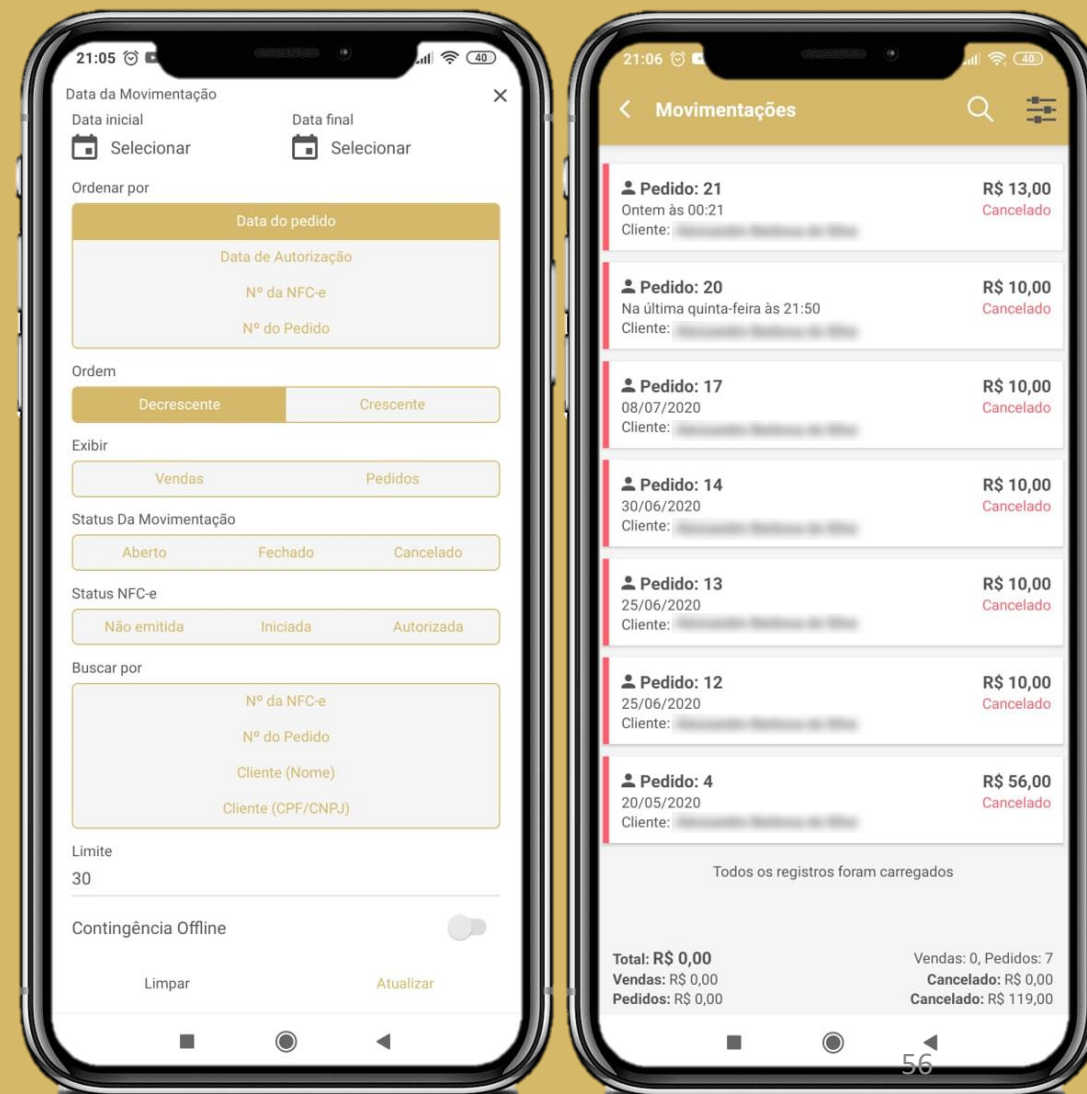 21:05
40
Data da Movimentação
Data inicial
Data final
Selecionar
Selecionar
Ordenar por
Data do pedido
Data de Autorização
Nº da NFC-e
Nº do Pedido
Ordem
Decrescente
Crescente
Exibir
Vendas
Pedidos
Status Da Movimentação
Aberto
Fechado
Cancelado
Status NFC-e
Não emitida
Iniciada
Autorizada
Buscar por
Nº da NFC-e
Nº do Pedido
Cliente (Nome)
Cliente (CPF/CNPJ)
Limite
30
Contingência Offline
Limpar
Atualizar
21:06
40
Movimentações
Pedido: 21
R$ 13,00
Ontem às 00:21
Cancelado
Cliente:
Pedido: 20
R$ 10,00
Na última quinta-feira às 21:50
Cancelado
Cliente:
Pedido: 17
R$ 10,00
08/07/2020
Cancelado
Cliente:
Pedido: 14
R$ 10,00
30/06/2020
Cancelado
Cliente:
Pedido: 13
R$ 10,00
25/06/2020
Cancelado
Cliente:
Pedido: 12
R$ 10,00
25/06/2020
Cancelado
Cliente:
Pedido: 4
R$ 56,00
20/05/2020
Cancelado
Cliente:
Todos os registros foram carregados
Total: R$ 0,00
Vendas: 0, Pedidos: 7
Vendas: R$ 0,00
Cancelado: R$ 0,00
Pedidos: R$ 0,00
Cancelado: R$ 119,00
56